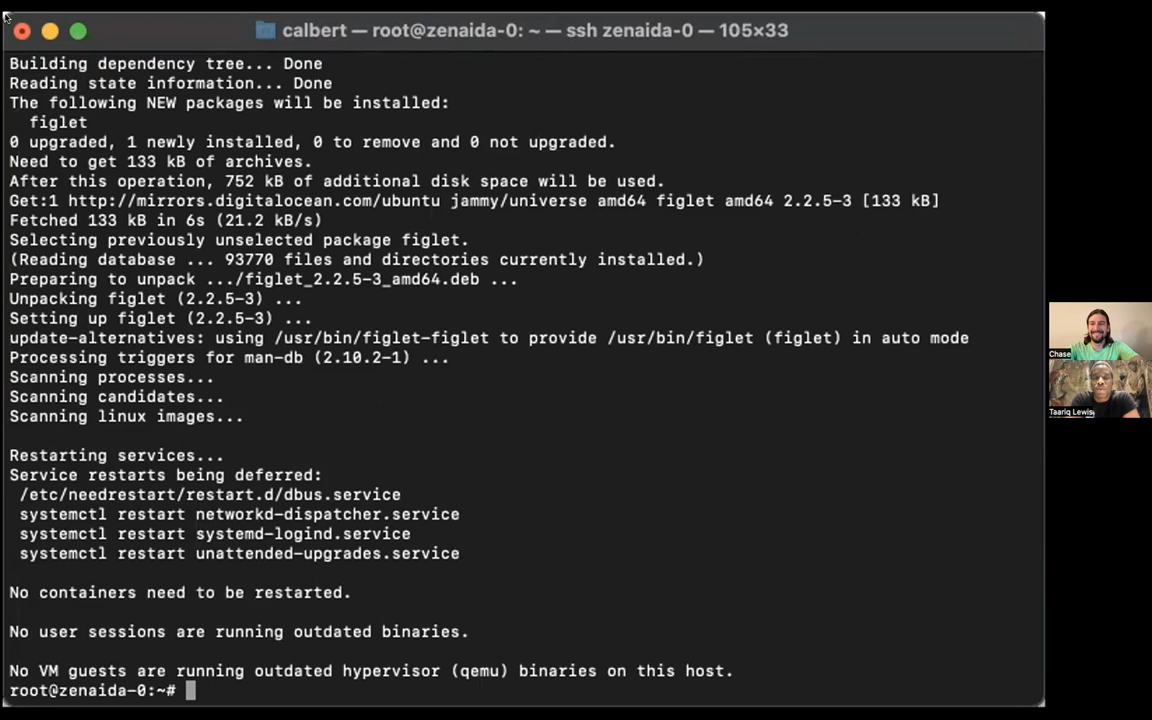 calbert — root@zenaida-0: ~ — ssh zenaida-0 — 105×33
Building dependency tree... Done
Reading state information... Done
The following NEW packages will be installed:
  figlet
0 upgraded, 1 newly installed, 0 to remove and 0 not upgraded.
Need to get 133 kB of archives.
After this operation, 752 kB of additional disk space will be used.
Get:1 http://mirrors.digitalocean.com/ubuntu jammy/universe amd64 figlet amd64 2.2.5-3 [133 kB]
Fetched 133 kB in 6s (21.2 kB/s)
Selecting previously unselected package figlet.
(Reading database ... 93770 files and directories currently installed.)
Preparing to unpack .../figlet_2.2.5-3_amd64.deb ...
Unpacking figlet (2.2.5-3) ...
Setting up figlet (2.2.5-3) ...
update-alternatives: using /usr/bin/figlet-figlet to provide /usr/bin/figlet (figlet) in auto mode
Processing triggers for man-db (2.10.2-1) ...
Scanning processes...
Scanning candidates...
Scanning linux images...
Restarting services...
Service restarts being deferred:
 /etc/needrestart/restart.d/dbus.service
 systemctl restart networkd-dispatcher.service
 systemctl restart systemd-logind.service
 systemctl restart unattended-upgrades.service
No containers need to be restarted.
No user sessions are running outdated binaries.
No VM guests are running outdated hypervisor (qemu) binaries on this host.
root@zenaida-0:~#
Chase
Taariq Lewis